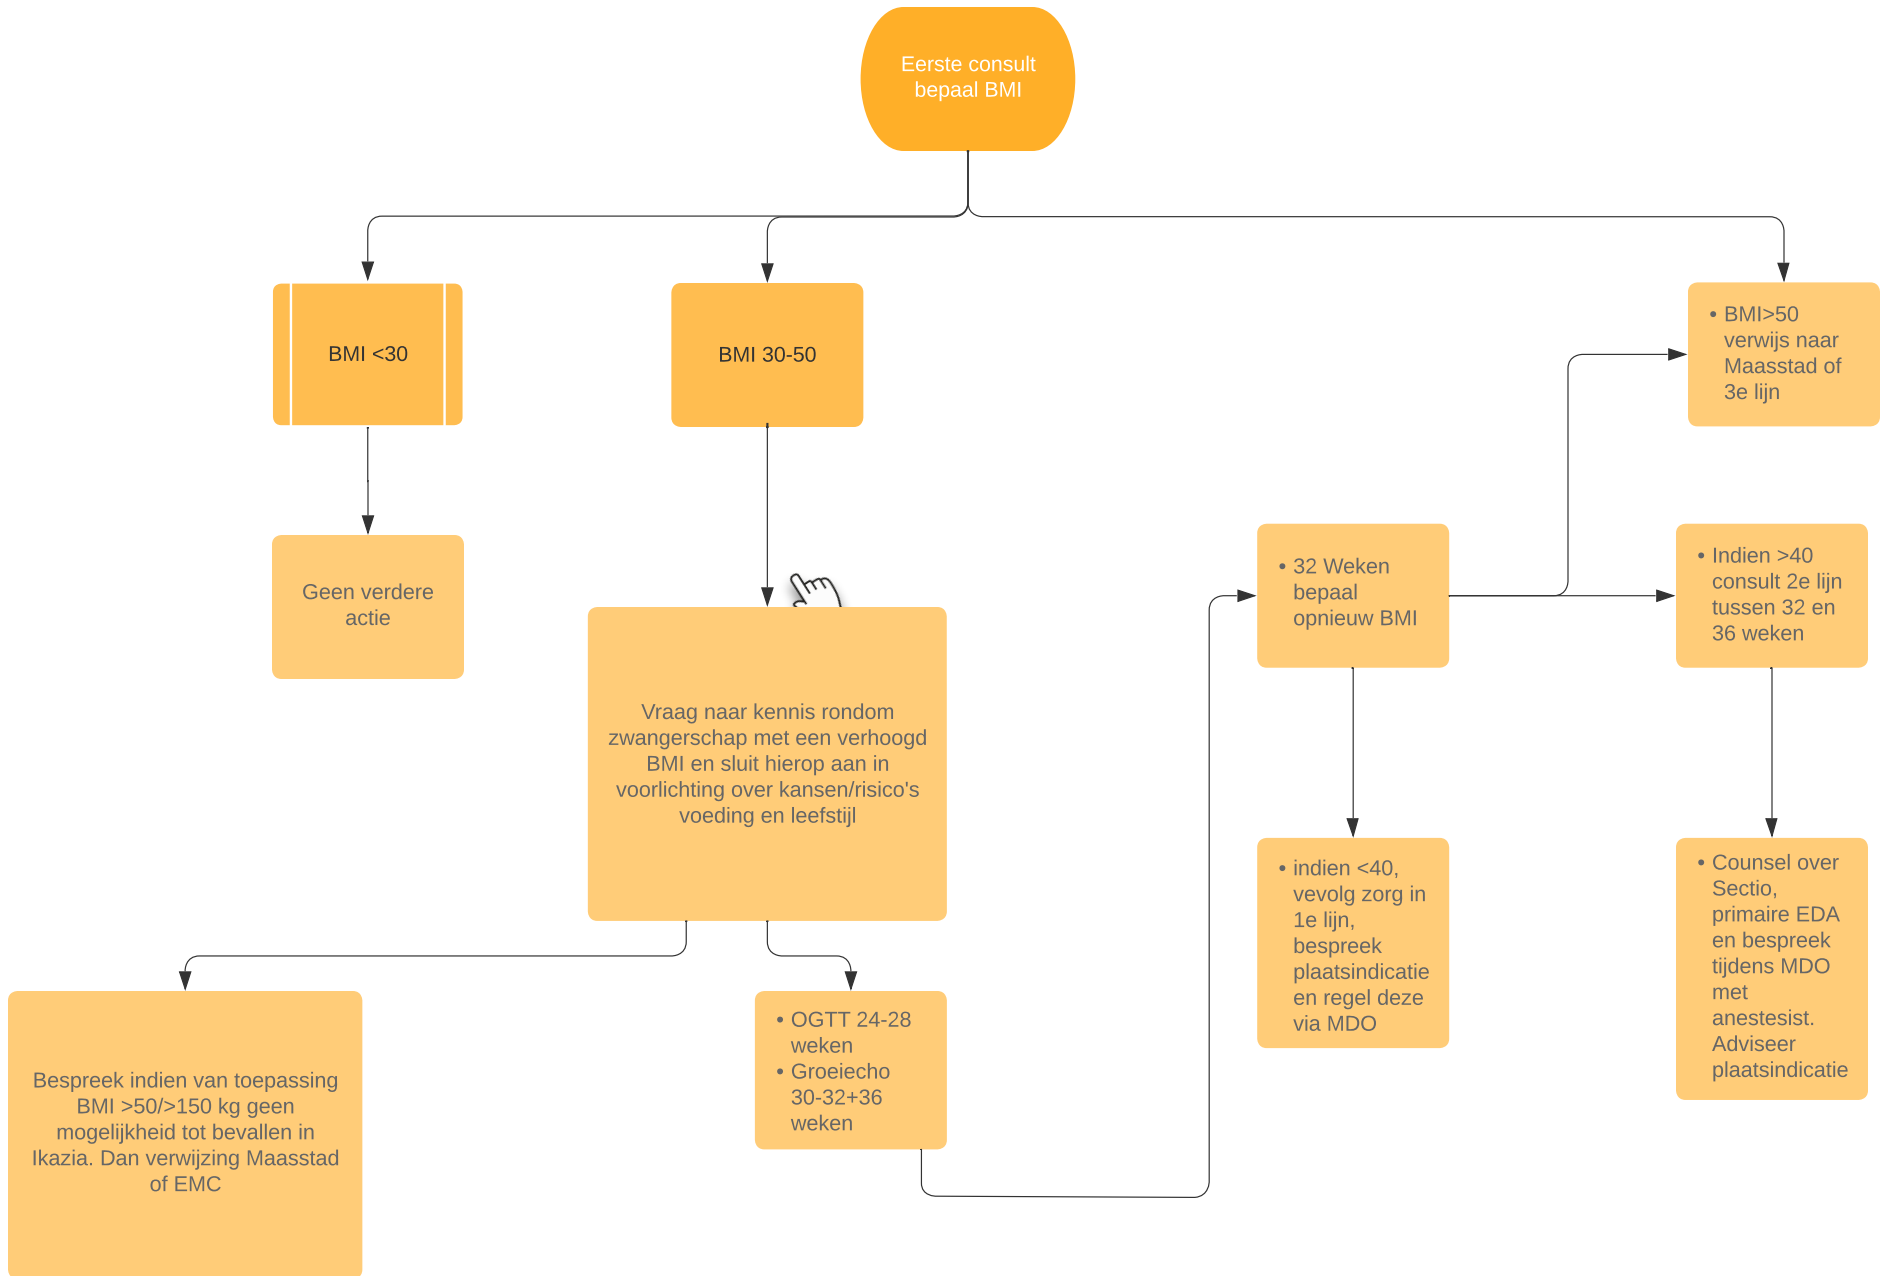 Eerste consult
bepaal BMI
BMI <30
BMI 30-50
• BMI>50
verwijs naar
Maasstad of
3e lijn
Geen verdere
actie
• 32 Weken
bepaal
opnieuw BMI
• Indien >40
consult 2e lijn
tussen 32 en
36 weken
Vraag naar kennis rondom
zwangerschap met een verhoogd
BMI en sluit hierop aan in
voorlichting over kansen/risico's
voeding en leefstijl
• indien <40,
vevolg zorg in
1e lijn,
bespreek
plaatsindicatie
en regel deze
via MDO
• Counsel over
Sectio,
primaire EDA
en bespreek
tijdens MDO
met
anestesist.
Adviseer
plaatsindicatie
Bespreek indien van toepassing
BMI >50/>150 kg geen
mogelijkheid tot bevallen in
Ikazia. Dan verwijzing Maasstad
of EMC
• OGTT 24-28
weken
• Groeiecho
30-32+36
weken